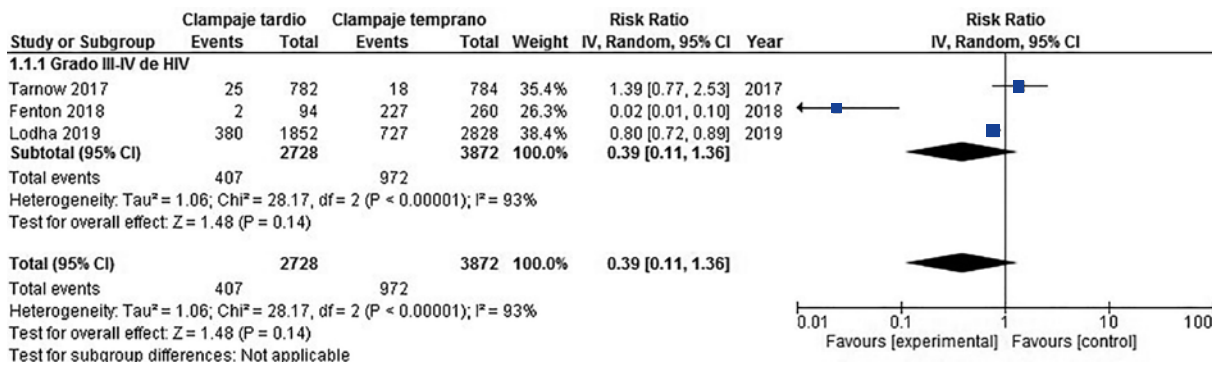 Clampaje tardio Clampaje temprano Risk Ratio Risk Ratio
Study or Subgroup Events Total Events Total Weight IV, Random, 95% CI Year IV, Random, 95% CI
1.1.1 Grado III-IV de HIV
Tarnow 2017 25 782 18 784 35.4% 1.39 [0.77, 2.53] 2017
Fenton 2018 2 94 227 260 26.3% 0.02 [0.01, 0.10] 2018
Lodha 2019 380 1852 727 2828 38.4% 0.80 [0.72, 0.89] 2019
Subtotal (95% CI) 2728 3872 100.0% 0.39 [0.11, 1.36]
Total events 407 972
Heterogeneity: Tau² = 1.06; Chi² = 28.17, df = 2 (P < 0.00001); I² = 93%
Test for overall effect: Z = 1.48 (P = 0.14)
Total (95% CI) 2728 3872 100.0% 0.39 [0.11, 1.36]
Total events 407 972
Heterogeneity: Tau² = 1.06; Chi² = 28.17, df = 2 (P < 0.00001); I² = 93%
Test for overall effect: Z = 1.48 (P = 0.14)
Test for subgroup differences: Not applicable
0.01 0.1 1 10 100
Favours [experimental] Favours [control]